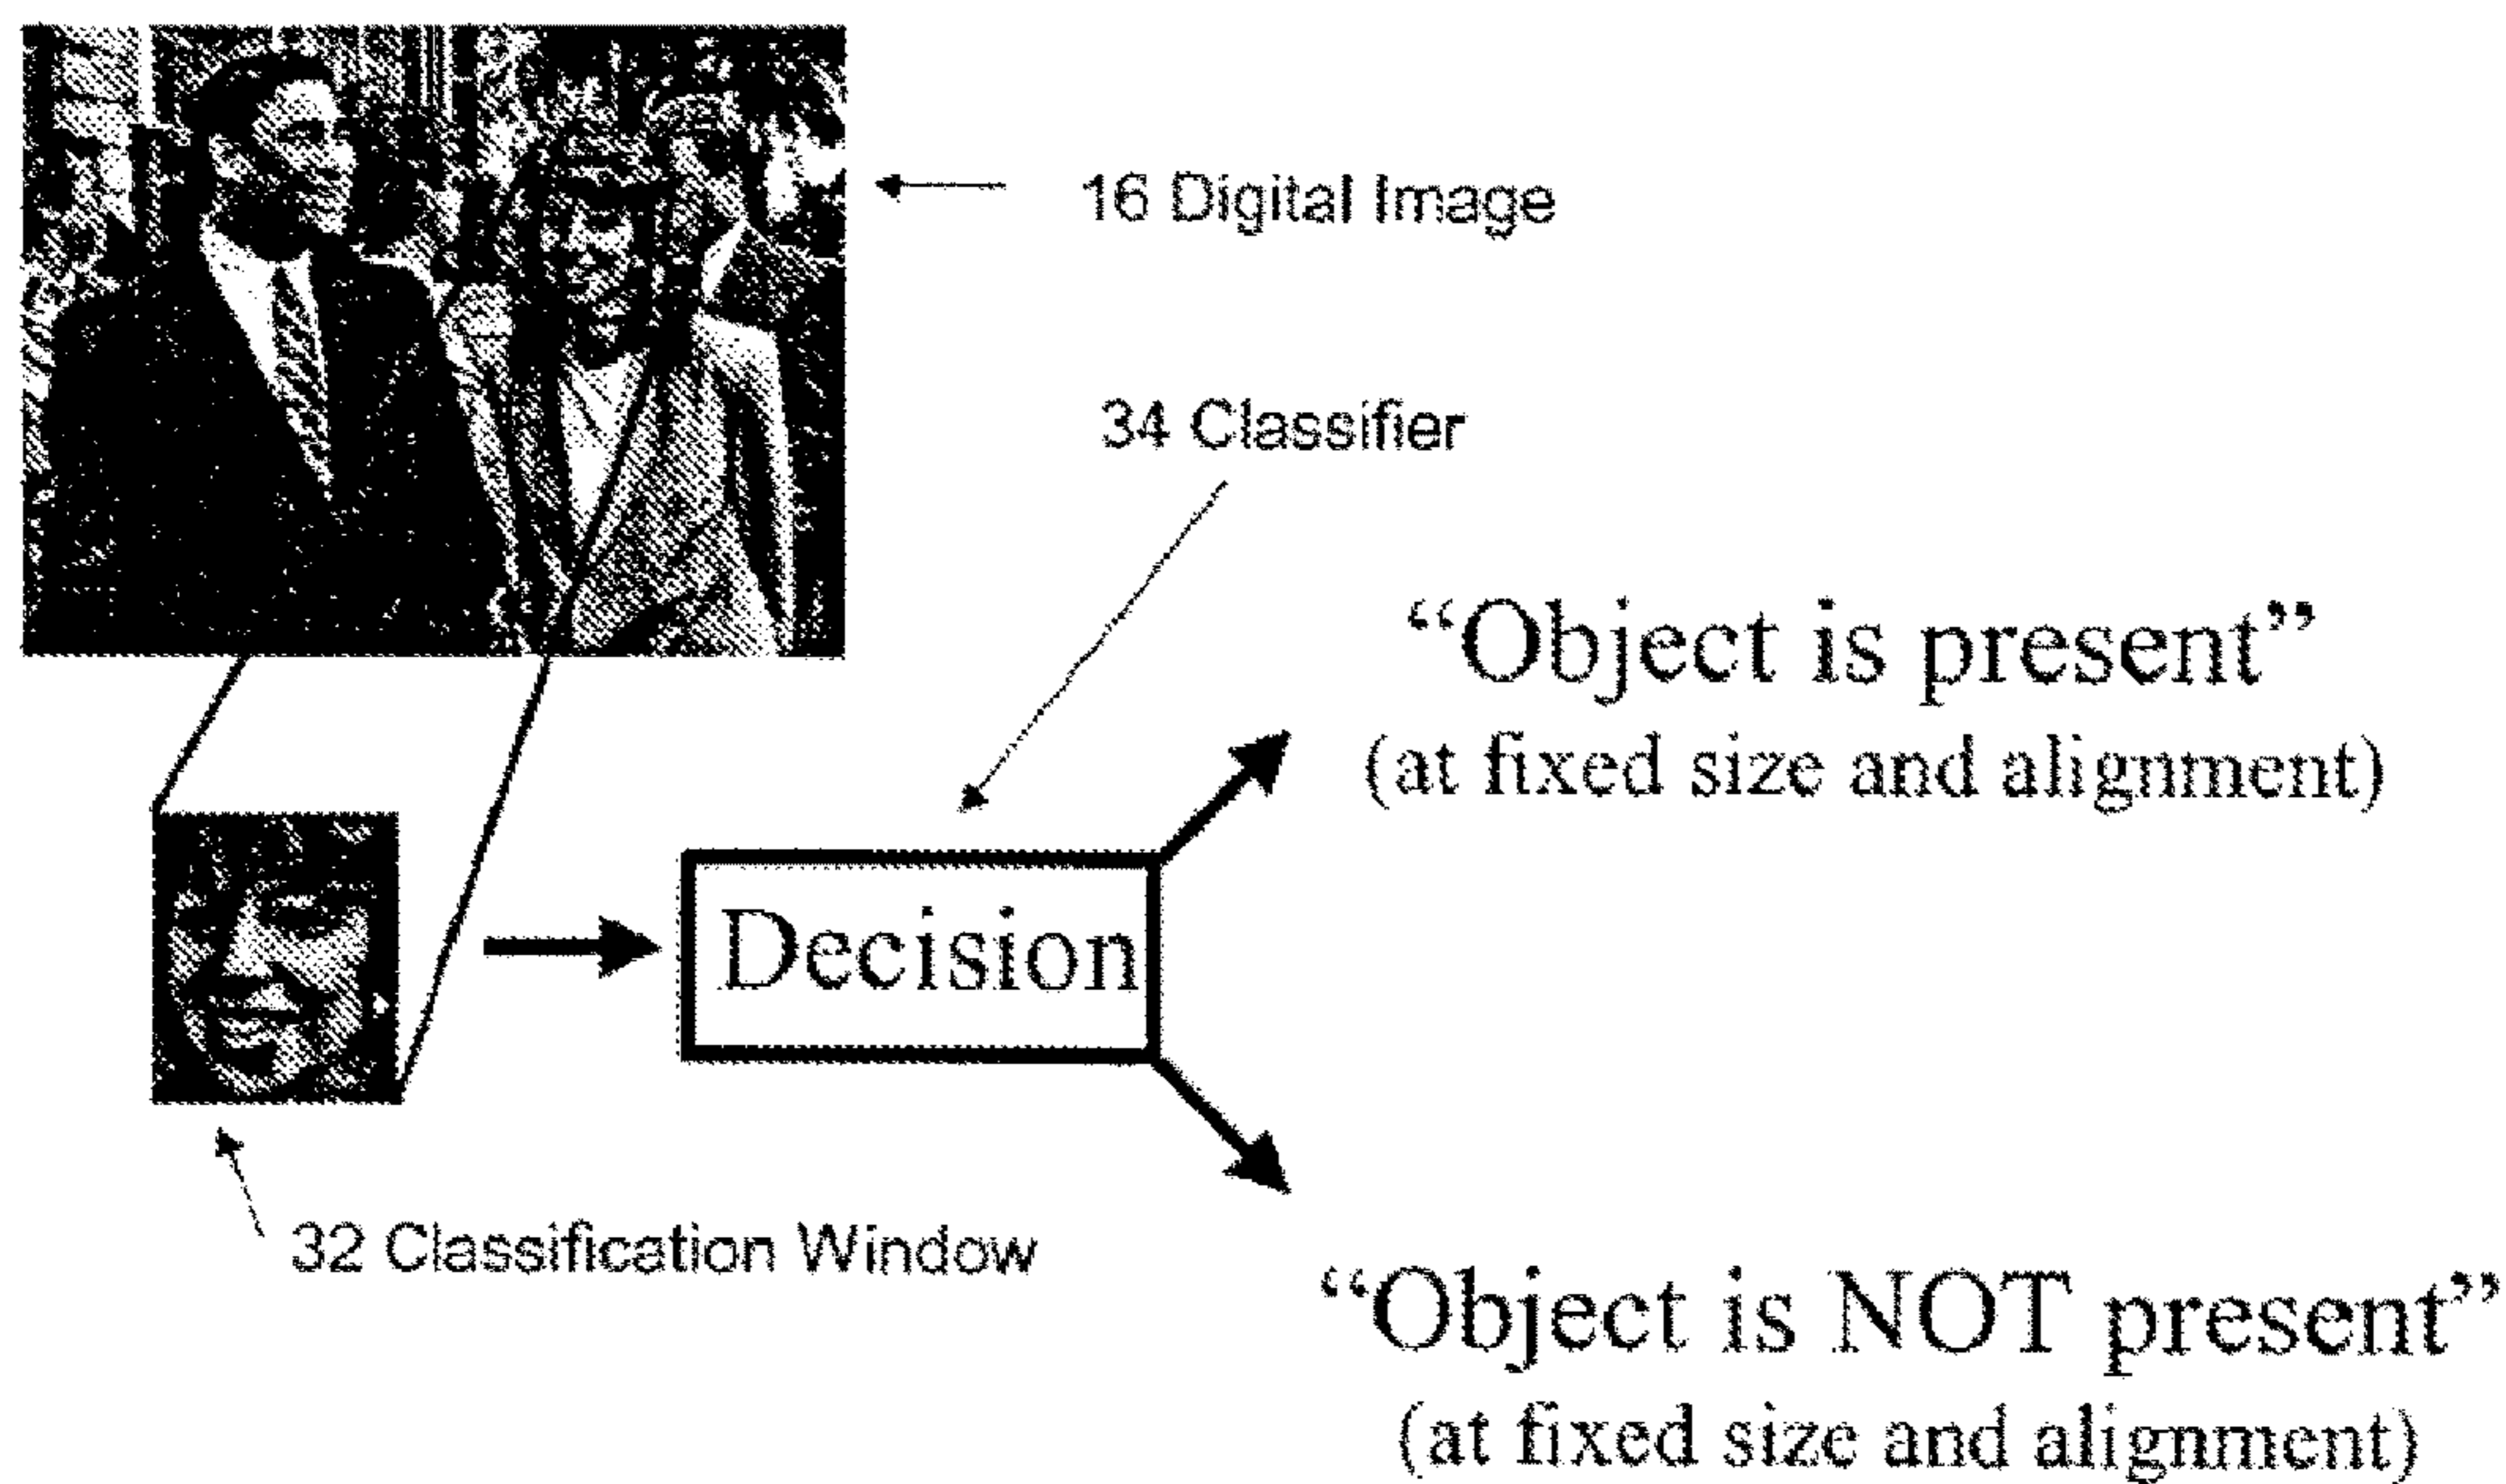 16 Digital Image
34 Classifier
“Object is present”
(at fixed size and alignment)
Decision
32 Classification Window
“Object is NOT present”
(at fixed size and alignment)